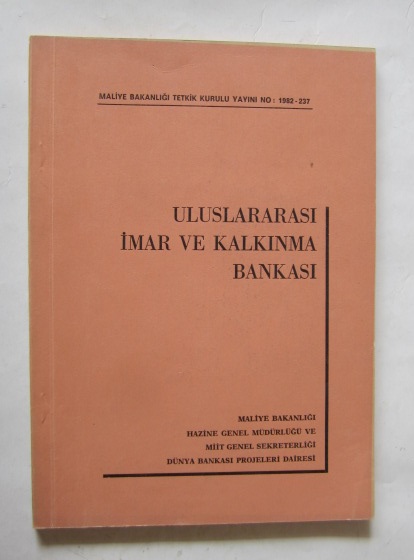 MALİYE BAKANLIĞI TETKİK KURULU YAYINI NO: 1982-237
ULUSLARARASI
İMAR VE KALKINMA
BANKASI
MALİYE BAKANLIĞI
HAZİNE GENEL MÜDÜRLÜĞÜ VE
MİİT GENEL SEKRETERLİĞİ
DÜNYA BANKASI PROJELERİ DAİRESİ